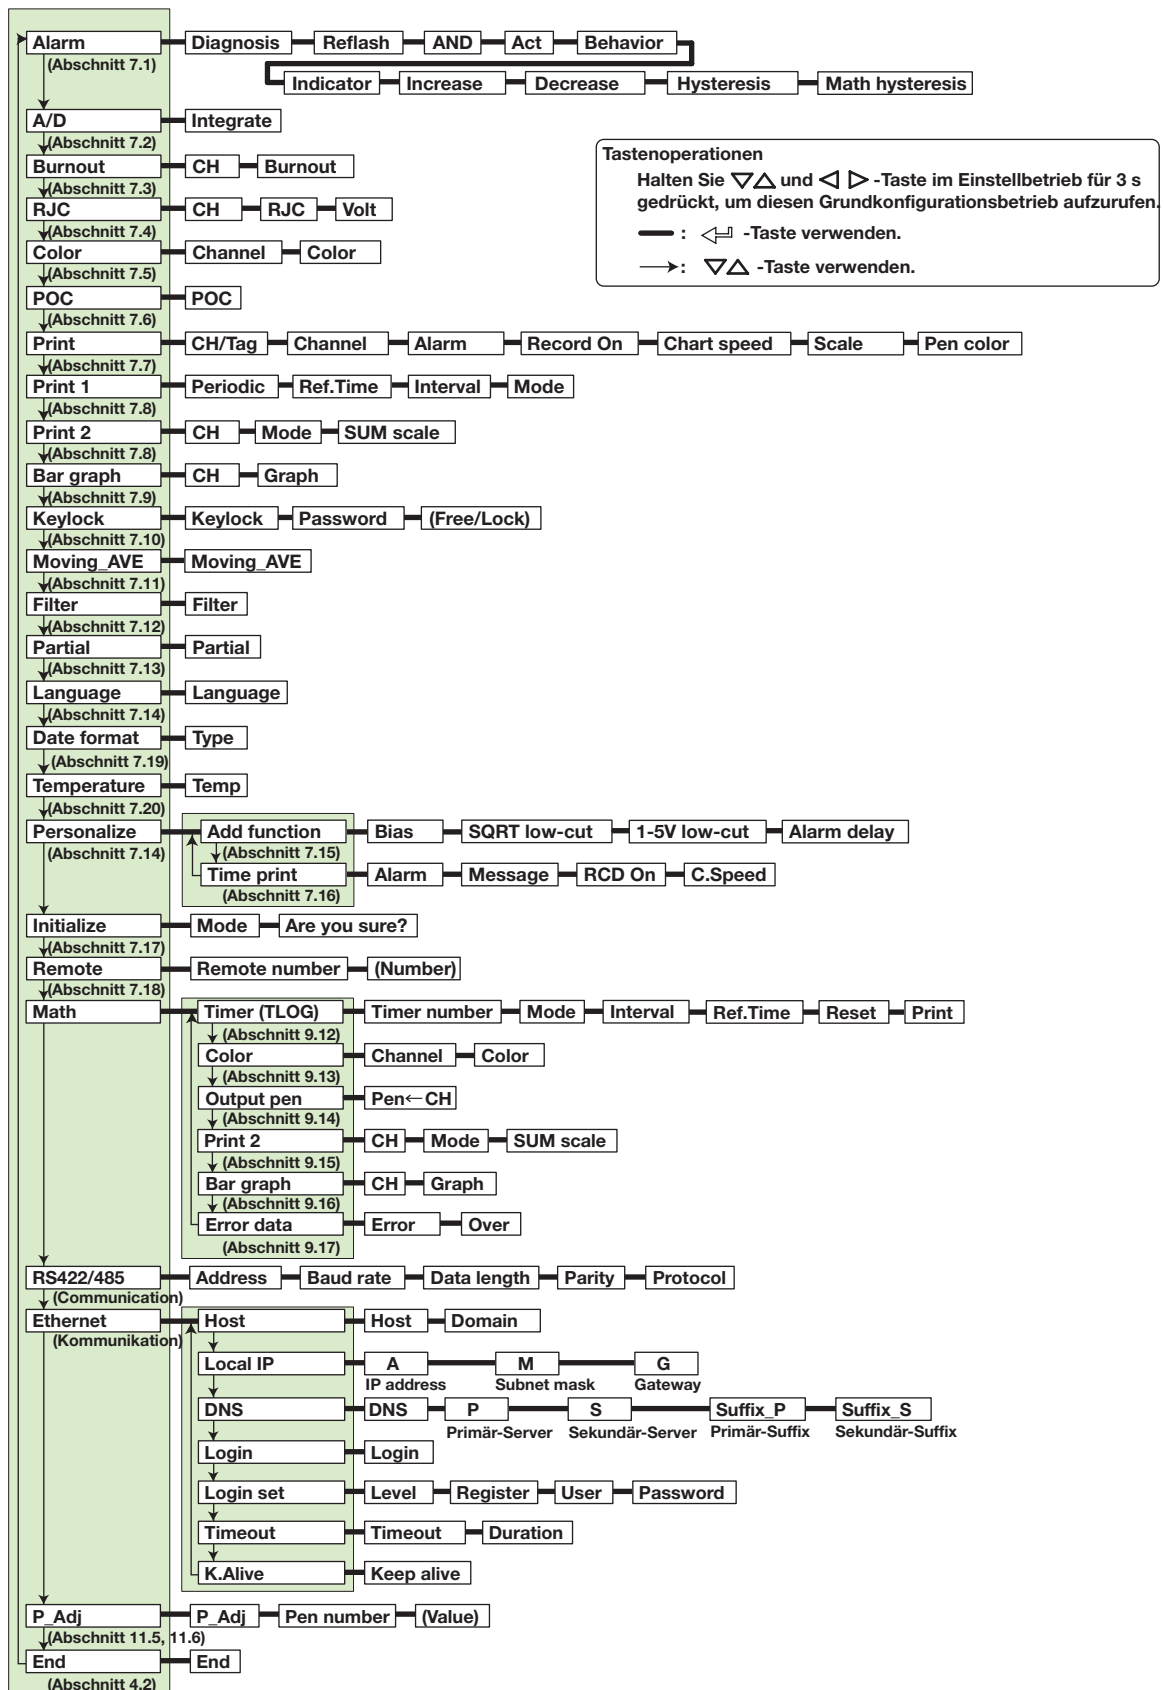 Alarm Diagnosis Reflash AND Act Behavior
(Abschnitt 7.1)
Indicator Increase Decrease Hysteresis Math hysteresis
A/D Integrate
(Abschnitt 7.2)
Burnout CH Burnout
(Abschnitt 7.3)
RJC CH RJC Volt
(Abschnitt 7.4)
Color Channel Color
(Abschnitt 7.5)
POC POC
(Abschnitt 7.6)
Tastenoperationen
Halten Sie ▽△ und ◁ ▷ -Taste im Einstellbetrieb für 3 s
gedrückt, um diesen Grundkonfigurationsbetrieb aufzurufen.
: -Taste verwenden.
: ▽△ -Taste verwenden.
Print CH/Tag Channel Alarm Record On Chart speed Scale Pen color
(Abschnitt 7.7)
Print 1 Periodic Ref.Time Interval Mode
(Abschnitt 7.8)
Print 2 CH Mode SUM scale
(Abschnitt 7.8)
Bar graph CH Graph
(Abschnitt 7.9)
Keylock Keylock Password (Free/Lock)
(Abschnitt 7.10)
Moving_AVE Moving_AVE
(Abschnitt 7.11)
Filter Filter
(Abschnitt 7.12)
Partial Partial
(Abschnitt 7.13)
Language Language
(Abschnitt 7.14)
Date format Type
(Abschnitt 7.19)
Temperature Temp
(Abschnitt 7.20)
Personalize Add function Bias SQRT low-cut 1-5V low-cut Alarm delay
(Abschnitt 7.14) (Abschnitt 7.15)
Time print Alarm Message RCD On C.Speed
(Abschnitt 7.16)
Initialize Mode Are you sure?
(Abschnitt 7.17)
Remote Remote number (Number)
(Abschnitt 7.18)
Math Timer (TLOG) Timer number Mode Interval Ref.Time Reset Print
(Abschnitt 9.12)
Color Channel Color
(Abschnitt 9.13)
Output pen Pen←CH
(Abschnitt 9.14)
Print 2 CH Mode SUM scale
(Abschnitt 9.15)
Bar graph CH Graph
(Abschnitt 9.16)
Error data Error Over
(Abschnitt 9.17)
RS422/485 Address Baud rate Data length Parity Protocol
(Communication)
Ethernet Host Host Domain
(Kommunikation)
Local IP A M G
IP address Subnet mask Gateway
DNS DNS P S Suffix_P Suffix_S
Primär-Server Sekundär-Server Primär-Suffix Sekundär-Suffix
Login Login
Login set Level Register User Password
Timeout Timeout Duration
K.Alive Keep alive
P_Adj P_Adj Pen number (Value)
(Abschnitt 11.5, 11.6)
End End
(Abschnitt 4.2)